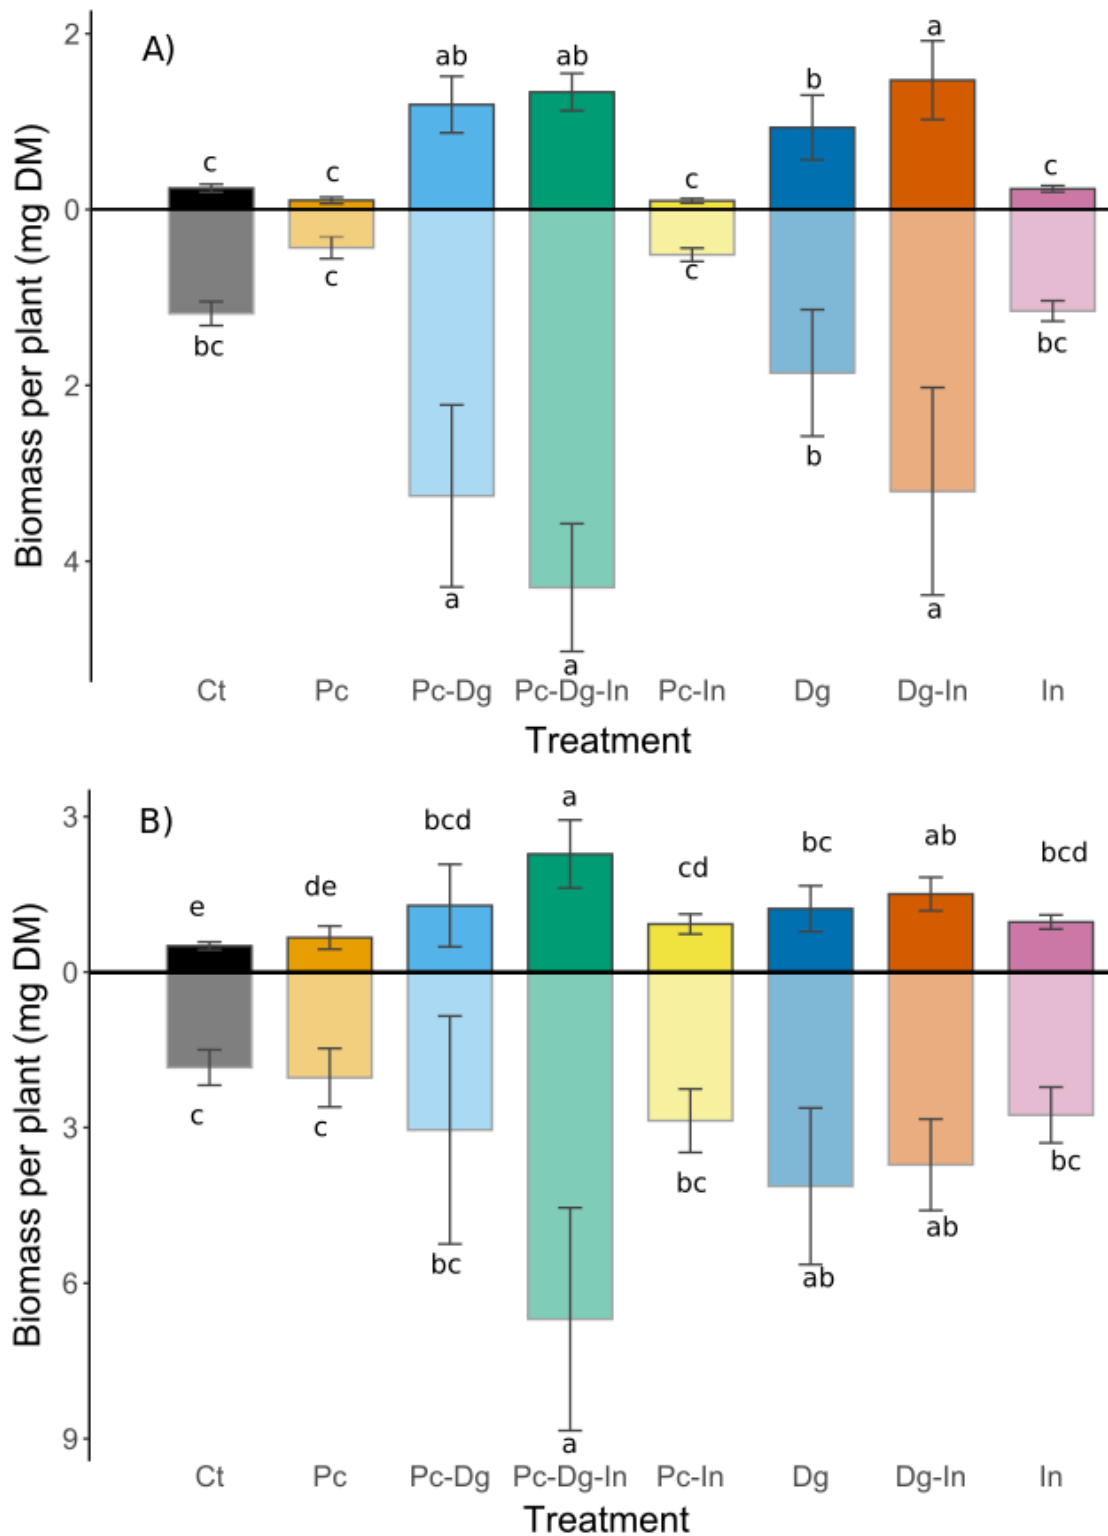 A)
Biomass per plant (mg DM)
2
0
2
4
c c ab ab c b a c
bc c a a c b a bc
Ct Pc Pc-Dg Pc-Dg-In Pc-In Dg Dg-In In
Treatment
B)
Biomass per plant (mg DM)
3
0
3
6
9
e de bcd a cd bc ab bcd
c c bc a bc ab ab bc
Ct Pc Pc-Dg Pc-Dg-In Pc-In Dg Dg-In In
Treatment